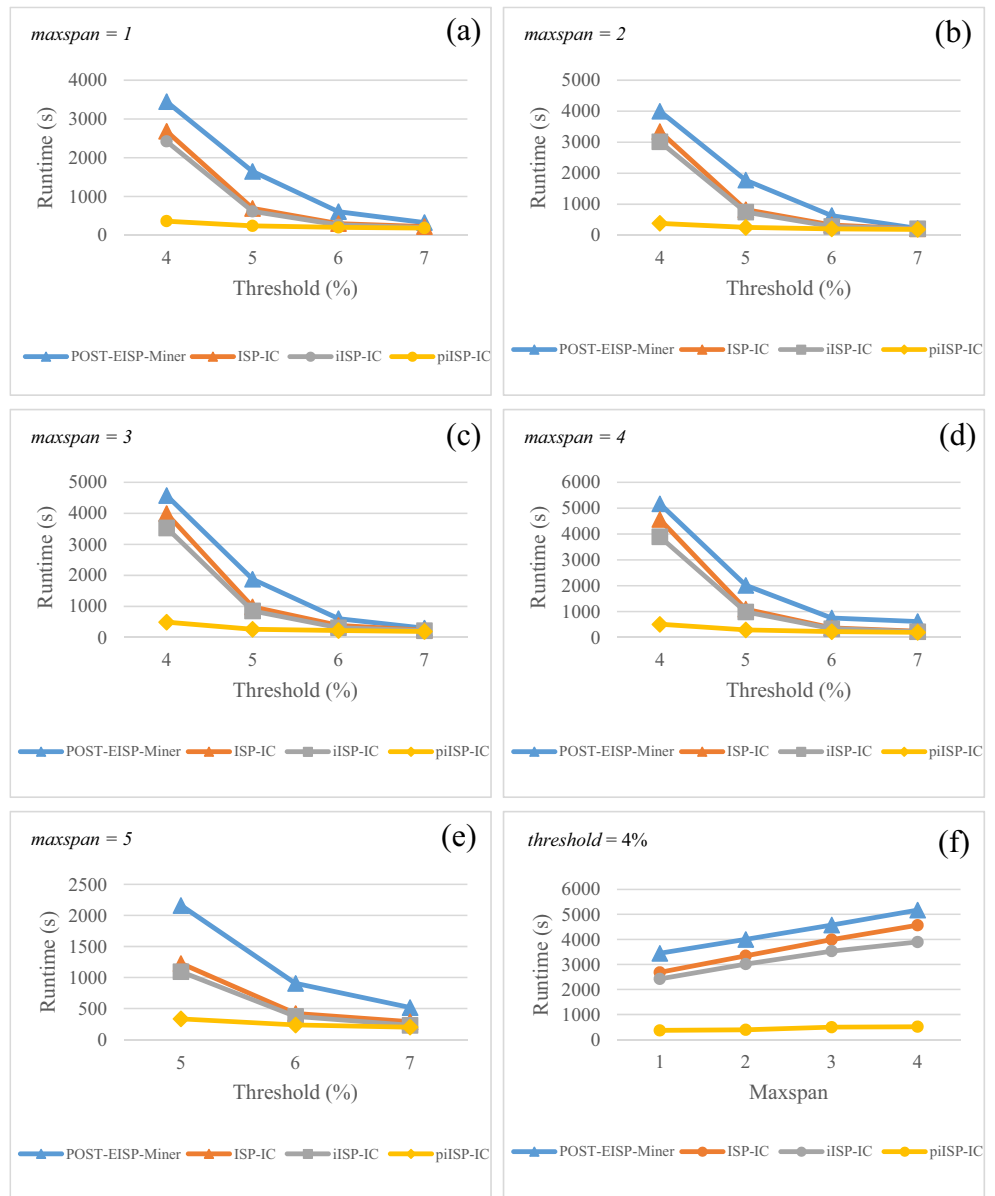 maxspan = 1
(a)
Runtime (s)
4000
3000
2000
1000
0
4 5 6 7
Threshold (%)
POST-EISP-Miner ISP-IC iISP-IC piISP-IC
maxspan = 2
(b)
Runtime (s)
5000
4000
3000
2000
1000
0
4 5 6 7
Threshold (%)
POST-EISP-Miner ISP-IC iISP-IC piISP-IC
maxspan = 3
(c)
Runtime (s)
5000
4000
3000
2000
1000
0
4 5 6 7
Threshold (%)
POST-EISP-Miner ISP-IC iISP-IC piISP-IC
maxspan = 4
(d)
Runtime (s)
6000
5000
4000
3000
2000
1000
0
4 5 6 7
Threshold (%)
POST-EISP-Miner ISP-IC iISP-IC piISP-IC
maxspan = 5
(e)
Runtime (s)
2500
2000
1500
1000
500
0
5 6 7
Threshold (%)
POST-EISP-Miner ISP-IC iISP-IC piISP-IC
threshold = 4%
(f)
Runtime (s)
6000
5000
4000
3000
2000
1000
0
1 2 3 4
Maxspan
POST-EISP-Miner ISP-IC iISP-IC piISP-IC